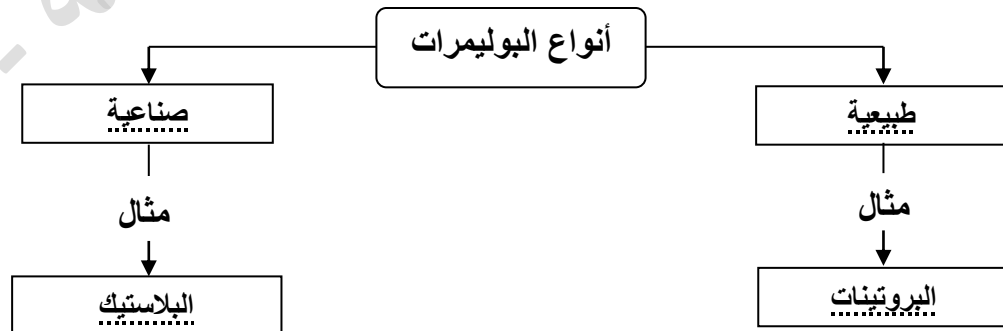 أنواع البوليمرات
طبيعية
صناعية
مثال
مثال
البروتينات
البلاستيك